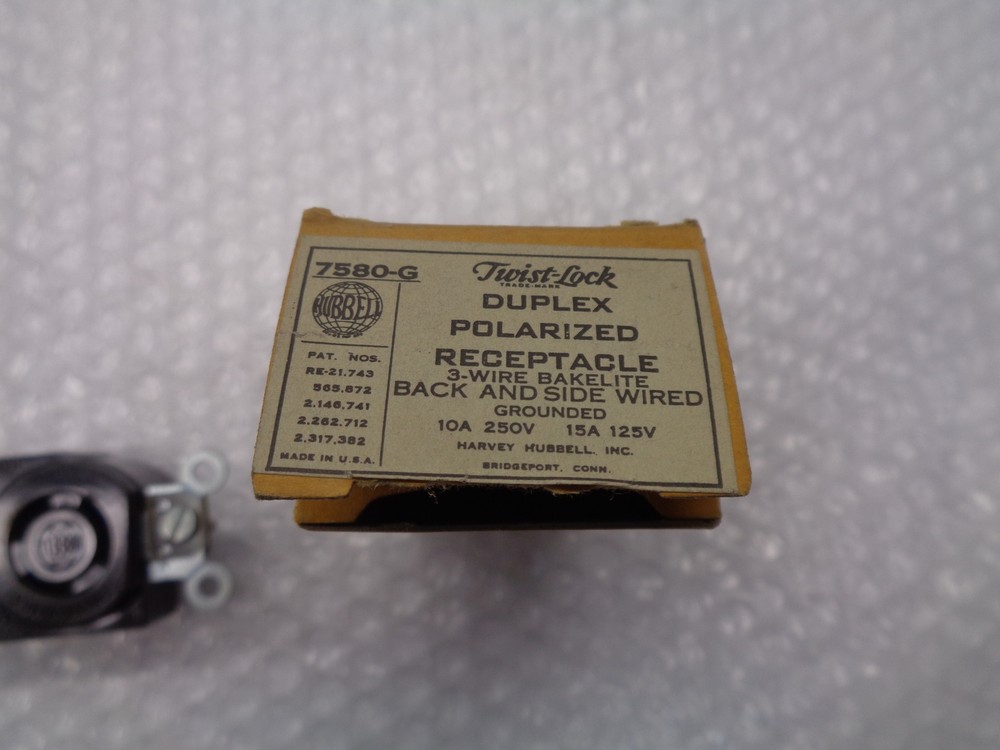 7580-G
HUBBELL
PAT. NOS.
RE-21.743
565.872
2.146.741
2.262.712
2.317.382
MADE IN U.S.A.
Twist-Lock
TRADE-MARK
DUPLEX
POLARIZED
RECEPTACLE
3-WIRE BAKELITE
BACK AND SIDE WIRED
GROUNDED
10A 250V 15A 125V
HARVEY HUBBELL. INC.
BRIDGEPORT, CONN.